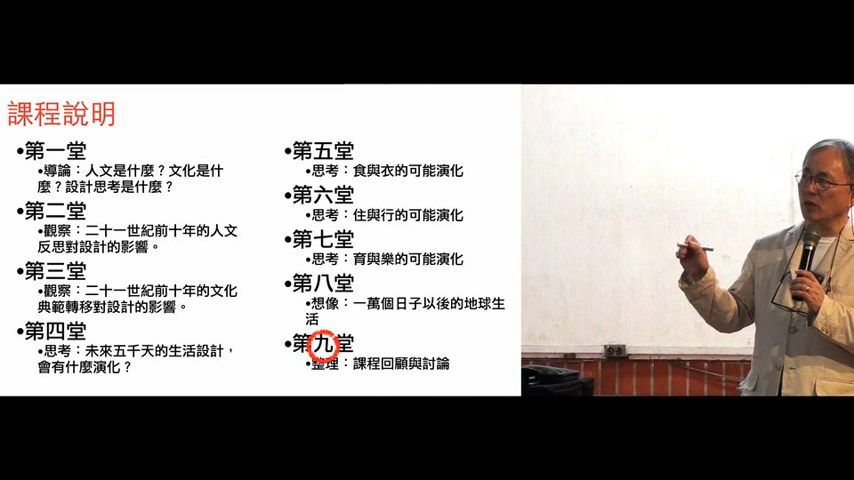 課程說明
•第一堂
•導論：人文是什麼？文化是什
麼？設計思考是什麼？
•第二堂
•觀察：二十一世紀前十年的人文
反思對設計的影響。
•第三堂
•觀察：二十一世紀前十年的文化
典範轉移對設計的影響。
•第四堂
•思考：未來五千天的生活設計，
會有什麼演化？
•第五堂
•思考：食與衣的可能演化
•第六堂
•思考：住與行的可能演化
•第七堂
•思考：育與樂的可能演化
•第八堂
•想像：一萬個日子以後的地球生
活
•第九堂
•整理：課程回顧與討論